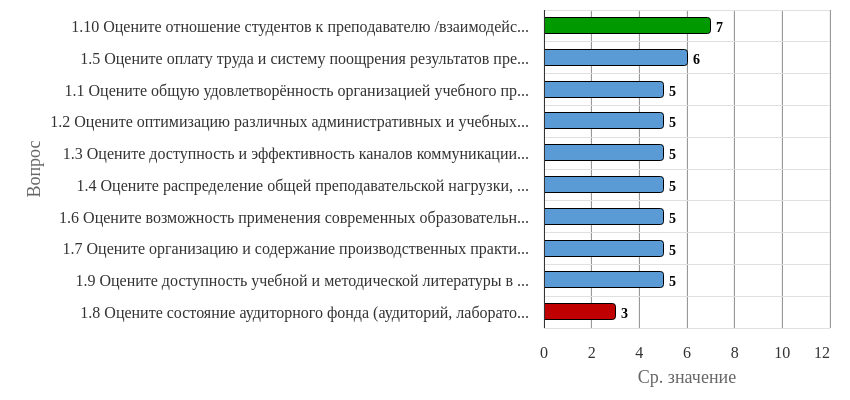 1.10 Оцените отношение студентов к преподавателю /взаимодейс... 7
1.5 Оцените оплату труда и систему поощрения результатов пре... 6
1.1 Оцените общую удовлетворённость организацией учебного пр... 5
1.2 Оцените оптимизацию различных административных и учебных... 5
1.3 Оцените доступность и эффективность каналов коммуникации... 5
1.4 Оцените распределение общей преподавательской нагрузки, ... 5
1.6 Оцените возможность применения современных образовательн... 5
1.7 Оцените организацию и содержание производственных практи... 5
1.9 Оцените доступность учебной и методической литературы в ... 5
1.8 Оцените состояние аудиторного фонда (аудиторий, лаборато... 3
Вопрос
0 2 4 6 8 10 12
Ср. значение